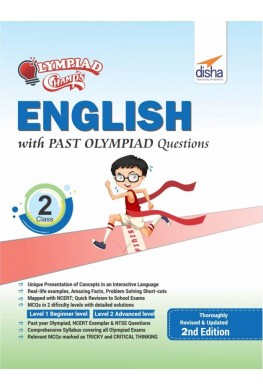 OLYMPIAD
CHAMPS
disha
ENGLISH
with PAST OLYMPIAD Questions
2
Class
Unique Presentation of Concepts in an Interactive Language
Real-life examples, Amazing Facts, Problem Solving Short-cuts
Mapped with NCERT; Quick Revision to School Exams
MCQs in 2 difficulty levels with detailed solutions
Level 1 Beginner level Level 2 Advanced level
Past year Olympiad, NCERT Exemplar & NTSE Questions
Comprehensive Syllabus covering all Olympiad Exams
Relevant MCQs marked as TRICKY and CRITICAL THINKING
Thoroughly
Revised & Updated
2nd Edition